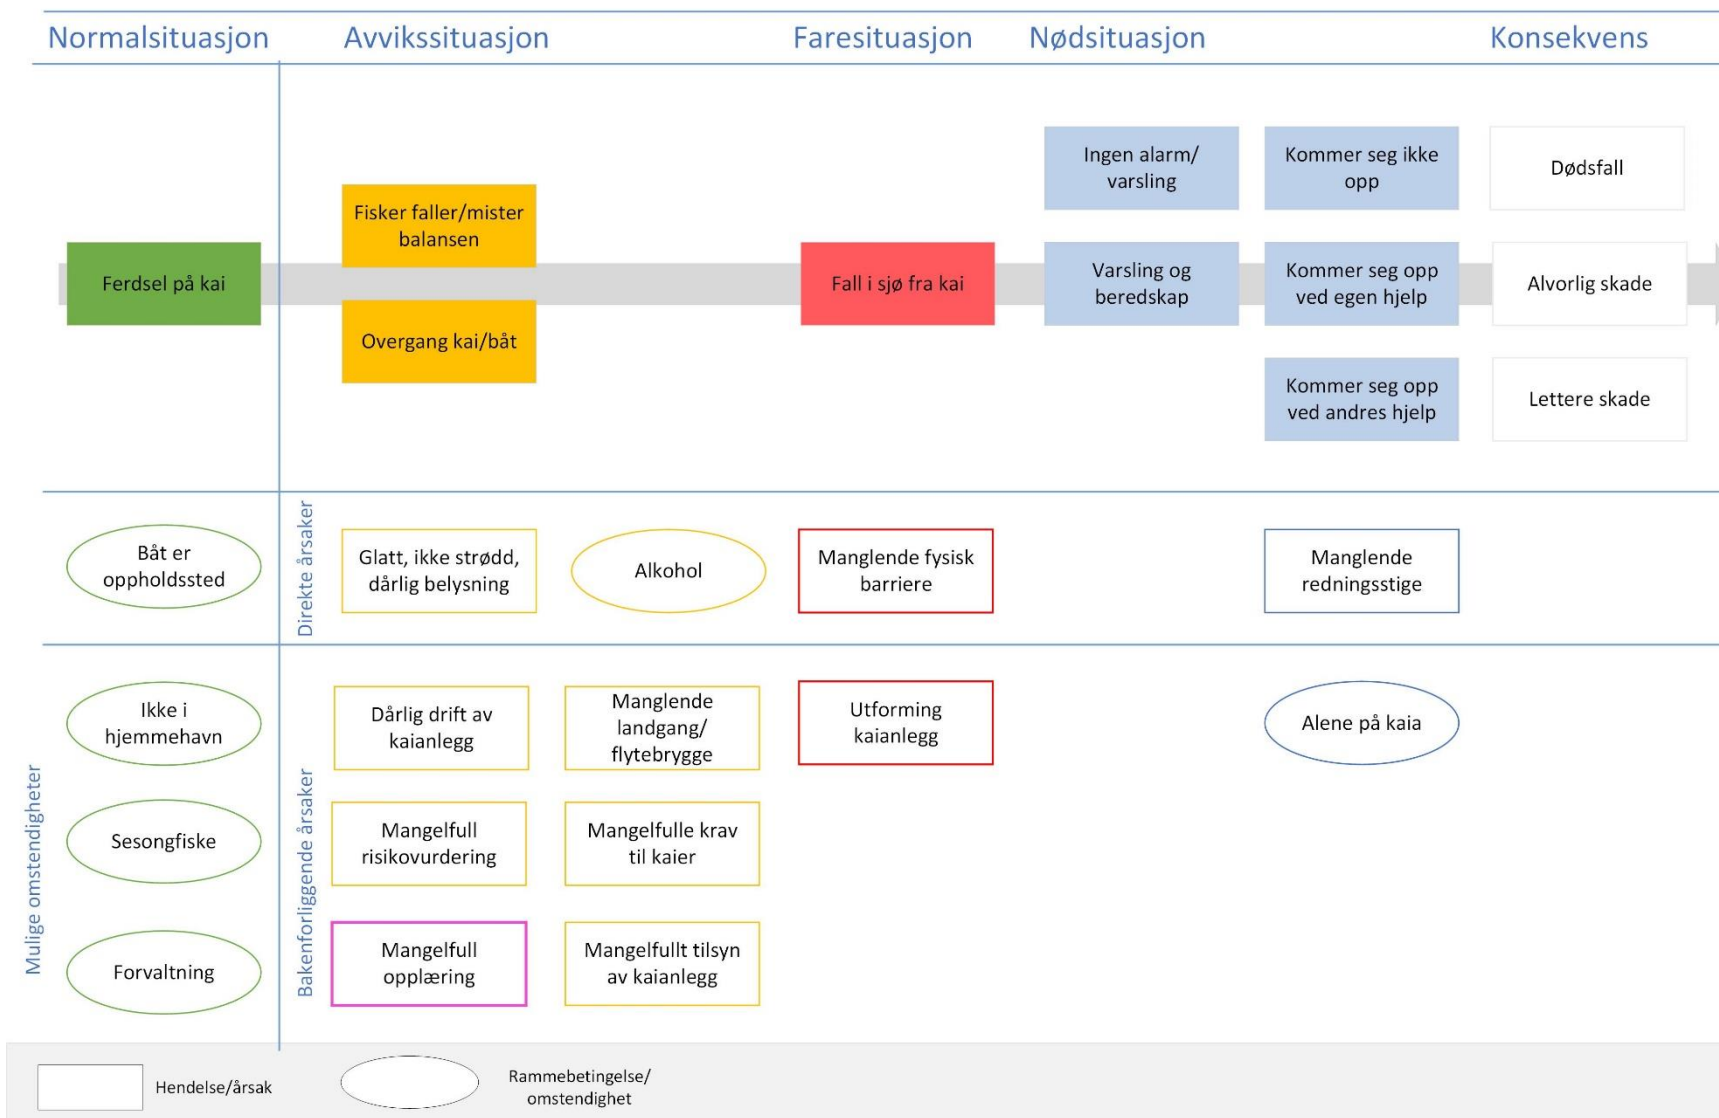 Normalsituasjon
Avvikssituasjon
Faresituasjon
Nødsituasjon
Konsekvens
Ferdsel på kai
Fisker faller/mister
balansen
Overgang kai/båt
Fall i sjø fra kai
Ingen alarm/
varsling
Varsling og
beredskap
Kommer seg ikke
opp
Kommer seg opp
ved egen hjelp
Kommer seg opp
ved andres hjelp
Dødsfall
Alvorlig skade
Lettere skade
Båt er
oppholdssted
Direkte årsaker
Glatt, ikke strødd,
dårlig belysning
Alkohol
Manglende fysisk
barriere
Manglende
redningsstige
Mulige omstendigheter
Ikke i
hjemmehavn
Sesongfiske
Forvaltning
Bakenforliggende årsaker
Dårlig drift av
kaianlegg
Manglende
landgang/
flytebrygge
Utforming
kaianlegg
Alene på kaia
Mangelfull
risikovurdering
Mangelfulle krav
til kaier
Mangelfull
opplæring
Mangelfullt tilsyn
av kaianlegg
Hendelse/årsak
Rammebetingelse/
omstendighet